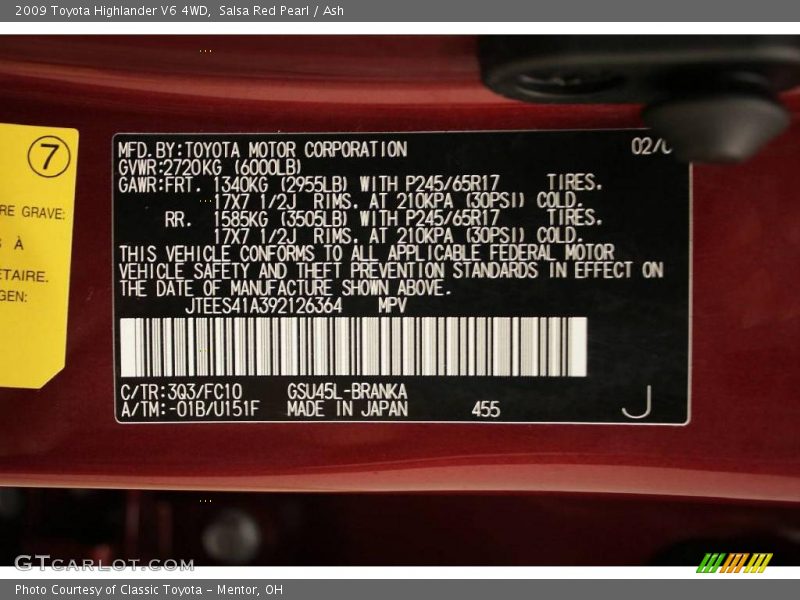 2009 Toyota Highlander V6 4WD, Salsa Red Pearl / Ash
7
RE GRAVE:
À
ETAIRE.
GEN:
MFD.BY:TOYOTA MOTOR CORPORATION 02/0
GVWR:2720KG (6000LB)
GAWR:FRT. 1340KG (2955LB) WITH P245/65R17 TIRES.
17X7 1/2J RIMS. AT 210KPA (30PSI) COLD.
RR. 1585KG (3505LB) WITH P245/65R17 TIRES.
17X7 1/2J RIMS. AT 210KPA (30PSI) COLD.
THIS VEHICLE CONFORMS TO ALL APPLICABLE FEDERAL MOTOR
VEHICLE SAFETY AND THEFT PREVENTION STANDARDS IN EFFECT ON
THE DATE OF MANUFACTURE SHOWN ABOVE.
JTEES41A392126364 MPV
C/TR:3Q3/FC10 GSU45L-BRANKA
A/TM:-01B/U151F MADE IN JAPAN 455 J
GTCARLOT.COM
Photo Courtesy of Classic Toyota - Mentor, OH